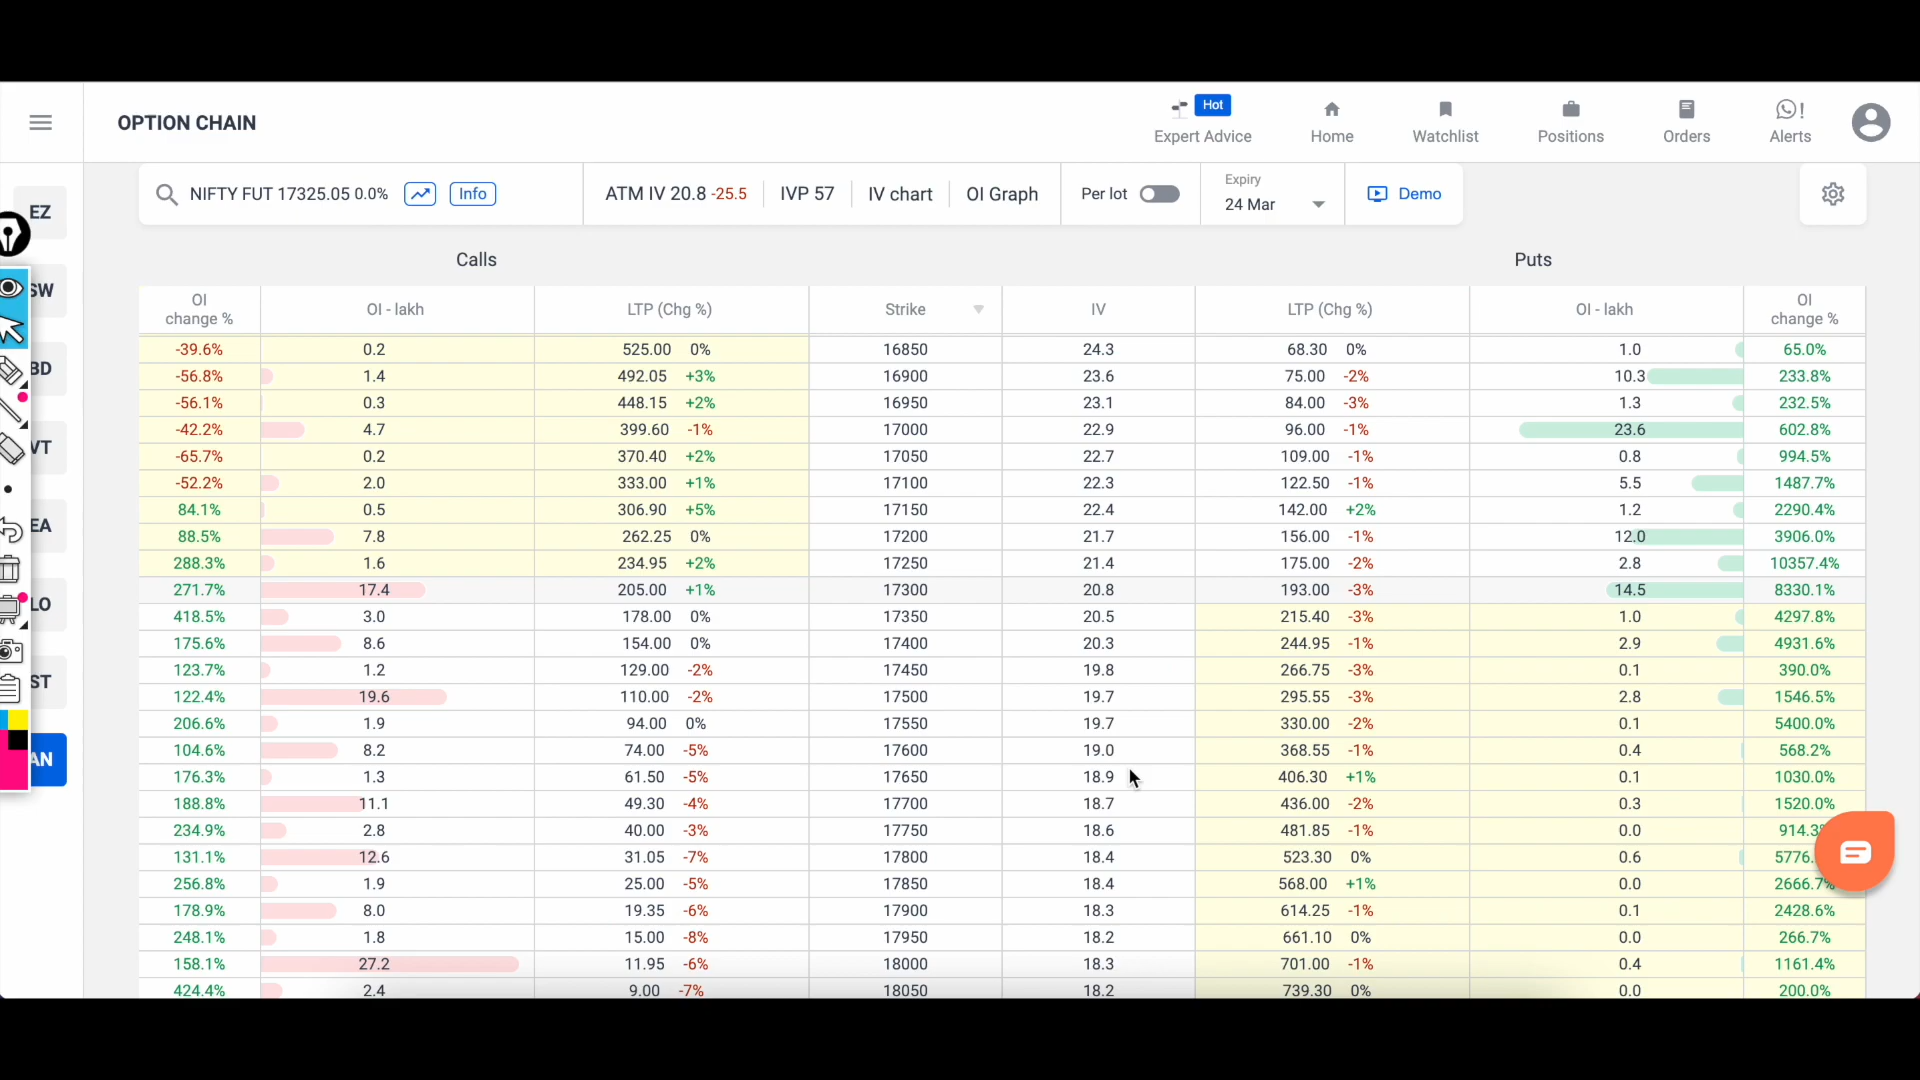 Hot
OPTION CHAIN
Expert Advice Home Watchlist Positions Orders Alerts
NIFTY FUT 17325.05 0.0% Info ATM IV 20.8 -25.5 IVP 57 IV chart OI Graph Per lot Expiry 24 Mar Demo
EZ
SW
BD
VT
EA
LO
ST
AN
Calls Puts
OI change % OI - lakh LTP (Chg %) Strike IV LTP (Chg %) OI - lakh OI change %
-39.6% 0.2 525.00 0% 16850 24.3 68.30 0% 1.0 65.0%
-56.8% 1.4 492.05 +3% 16900 23.6 75.00 -2% 10.3 233.8%
-56.1% 0.3 448.15 +2% 16950 23.1 84.00 -3% 1.3 232.5%
-42.2% 4.7 399.60 -1% 17000 22.9 96.00 -1% 23.6 602.8%
-65.7% 0.2 370.40 +2% 17050 22.7 109.00 -1% 0.8 994.5%
-52.2% 2.0 333.00 +1% 17100 22.3 122.50 -1% 5.5 1487.7%
84.1% 0.5 306.90 +5% 17150 22.4 142.00 +2% 1.2 2290.4%
88.5% 7.8 262.25 0% 17200 21.7 156.00 -1% 12.0 3906.0%
288.3% 1.6 234.95 +2% 17250 21.4 175.00 -2% 2.8 10357.4%
271.7% 17.4 205.00 +1% 17300 20.8 193.00 -3% 14.5 8330.1%
418.5% 3.0 178.00 0% 17350 20.5 215.40 -3% 1.0 4297.8%
175.6% 8.6 154.00 0% 17400 20.3 244.95 -1% 2.9 4931.6%
123.7% 1.2 129.00 -2% 17450 19.8 266.75 -3% 0.1 390.0%
122.4% 19.6 110.00 -2% 17500 19.7 295.55 -3% 2.8 1546.5%
206.6% 1.9 94.00 0% 17550 19.7 330.00 -2% 0.1 5400.0%
104.6% 8.2 74.00 -5% 17600 19.0 368.55 -1% 0.4 568.2%
176.3% 1.3 61.50 -5% 17650 18.9 406.30 +1% 0.1 1030.0%
188.8% 11.1 49.30 -4% 17700 18.7 436.00 -2% 0.3 1520.0%
234.9% 2.8 40.00 -3% 17750 18.6 481.85 -1% 0.0 914.3
131.1% 12.6 31.05 -7% 17800 18.4 523.30 0% 0.6 5776.
256.8% 1.9 25.00 -5% 17850 18.4 568.00 +1% 0.0 2666.7%
178.9% 8.0 19.35 -6% 17900 18.3 614.25 -1% 0.1 2428.6%
248.1% 1.8 15.00 -8% 17950 18.2 661.10 0% 0.0 266.7%
158.1% 27.2 11.95 -6% 18000 18.3 701.00 -1% 0.4 1161.4%
424.4% 2.4 9.00 -7% 18050 18.2 739.30 0% 0.0 200.0%